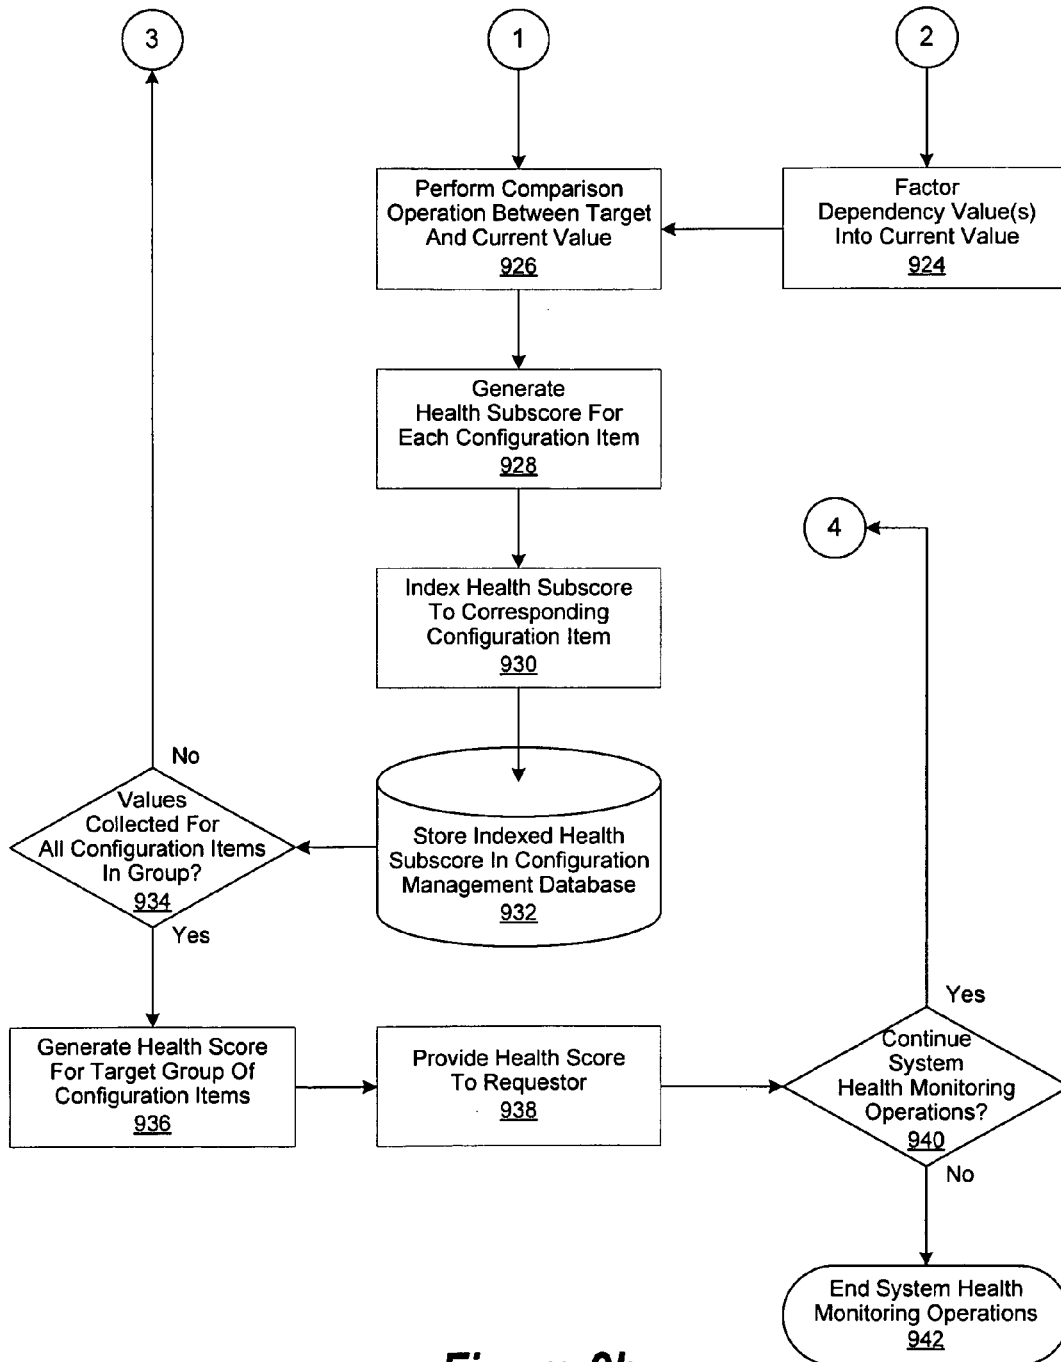 3
1
2
Perform Comparison
Operation Between Target
And Current Value
926
Factor
Dependency Value(s)
Into Current Value
924
Generate
Health Subscore For
Each Configuration Item
928
4
Index Health Subscore
To Corresponding
Configuration Item
930
No
Values
Collected For
All Configuration Items
In Group?
934
Yes
Store Indexed Health
Subscore In Configuration
Management Database
932
Generate Health Score
For Target Group Of
Configuration Items
936
Provide Health Score
To Requestor
938
Yes
Continue
System
Health Monitoring
Operations?
940
No
End System Health
Monitoring Operations
942